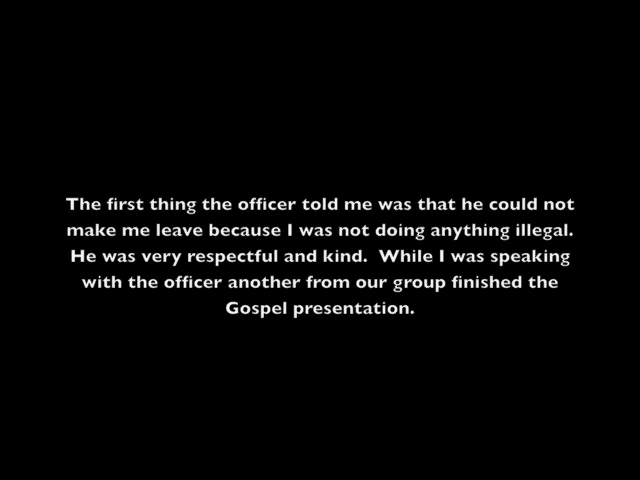 The first thing the officer told me was that he could not
make me leave because I was not doing anything illegal.
He was very respectful and kind.  While I was speaking
with the officer another from our group finished the
Gospel presentation.